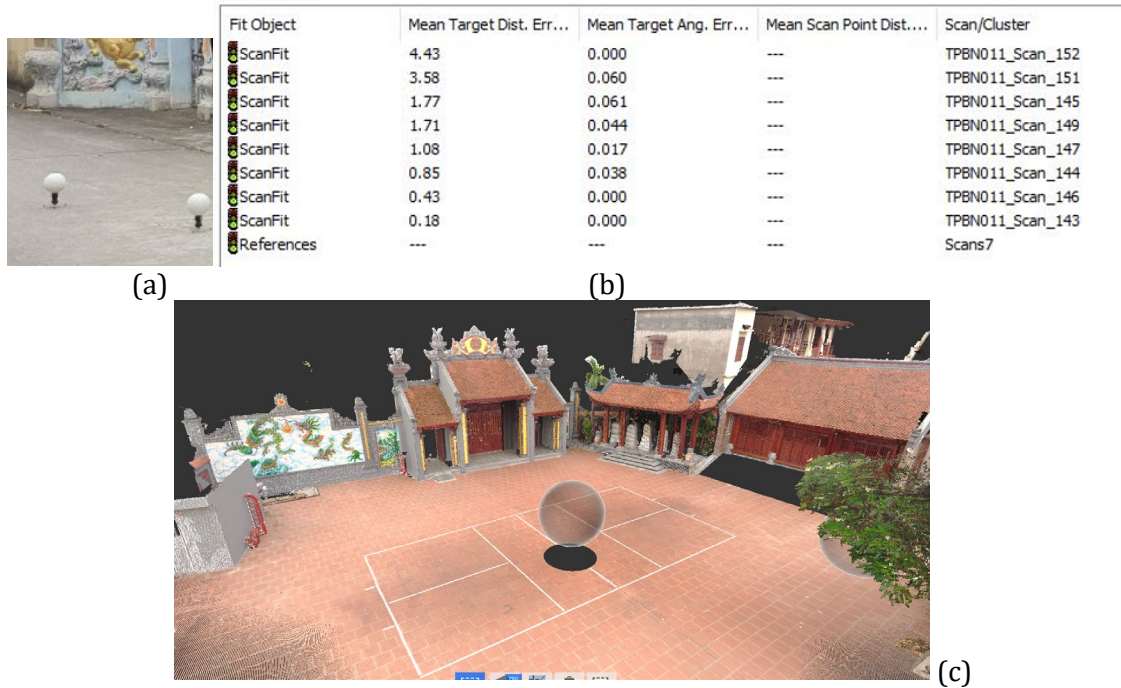 Fit Object Mean Target Dist. Err... Mean Target Ang. Err... Mean Scan Point Dist.... Scan/Cluster
ScanFit 4.43 0.000 --- TPBN011_Scan_152
ScanFit 3.58 0.060 --- TPBN011_Scan_151
ScanFit 1.77 0.061 --- TPBN011_Scan_145
ScanFit 1.71 0.044 --- TPBN011_Scan_149
ScanFit 1.08 0.017 --- TPBN011_Scan_147
ScanFit 0.85 0.038 --- TPBN011_Scan_144
ScanFit 0.43 0.000 --- TPBN011_Scan_146
ScanFit 0.18 0.000 --- TPBN011_Scan_143
References --- --- --- Scans7
(a) (b)
(c)